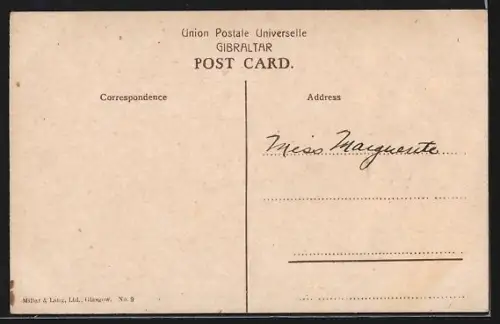 Union Postale Universelle
GIBRALTAR
POST CARD.
Correspondence
Address
Miss Marguerite
Millar & Lang, Ltd., Glasgow. No. 9